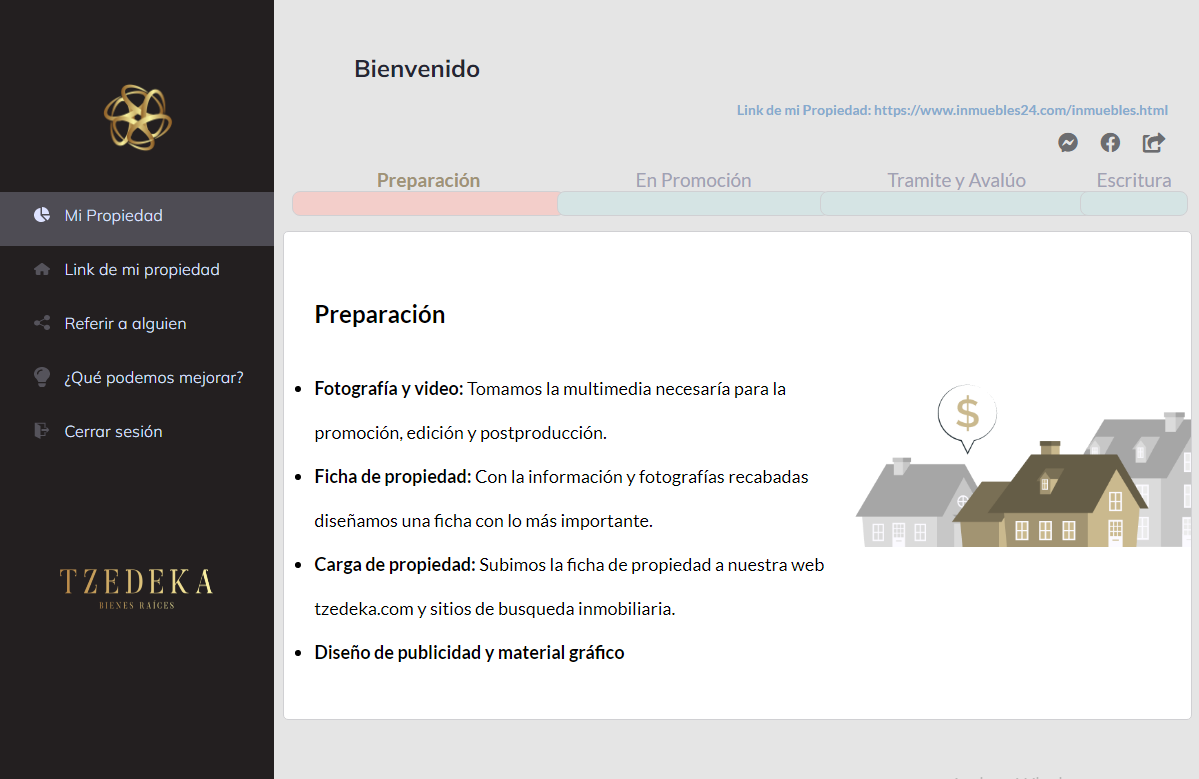 Bienvenido
Link de mi Propiedad: https://www.inmuebles24.com/inmuebles.html
Preparación
En Promoción
Tramite y Avalúo
Escritura
Mi Propiedad
Link de mi propiedad
Referir a alguien
¿Qué podemos mejorar?
Cerrar sesión
TZEDEKA
BIENES RAÍCES
Preparación
Fotografía y video: Tomamos la multimedia necesaría para la
promoción, edición y postproducción.
Ficha de propiedad: Con la información y fotografías recabadas
diseñamos una ficha con lo más importante.
Carga de propiedad: Subimos la ficha de propiedad a nuestra web
tzedeka.com y sitios de busqueda inmobiliaria.
Diseño de publicidad y material gráfico
$